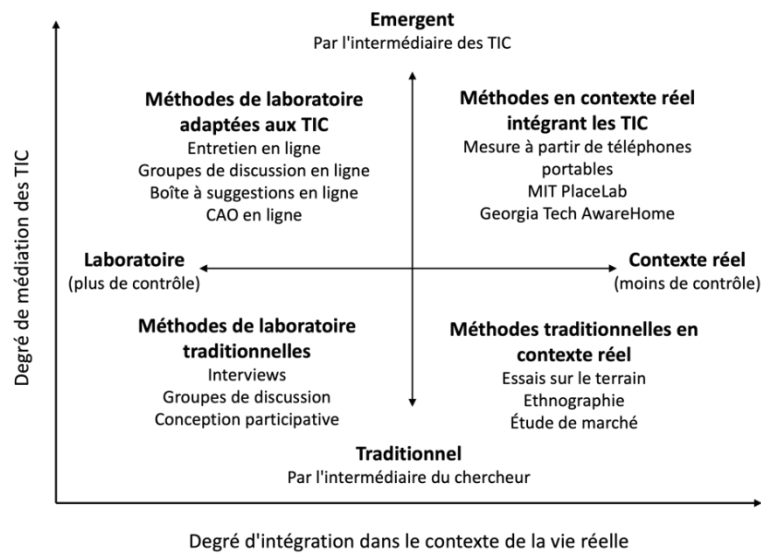 Emergent
Par l'intermédiaire des TIC
Méthodes de laboratoire
adaptées aux TIC
Entretien en ligne
Groupes de discussion en ligne
Boîte à suggestions en ligne
CAO en ligne
Méthodes en contexte réel
intégrant les TIC
Mesure à partir de téléphones
portables
MIT PlaceLab
Georgia Tech AwareHome
Degré de médiation des TIC
Laboratoire
(plus de contrôle)
Contexte réel
(moins de contrôle)
Méthodes de laboratoire
traditionnelles
Interviews
Groupes de discussion
Conception participative
Méthodes traditionnelles en
contexte réel
Essais sur le terrain
Ethnographie
Étude de marché
Traditionnel
Par l'intermédiaire du chercheur
Degré d'intégration dans le contexte de la vie réelle